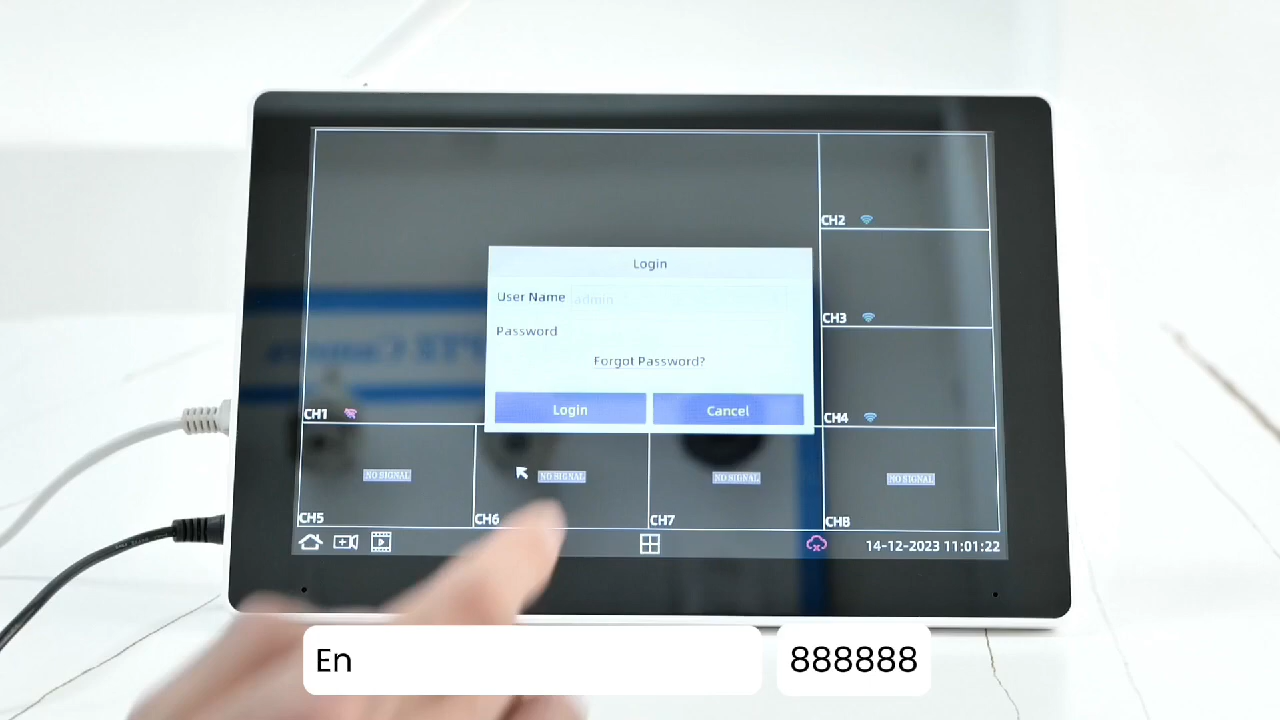 Login
User Name admin
Password
Forgot Password?
Login Cancel
CH1
CH2
CH3
CH4
NO SIGNAL
NO SIGNAL
NO SIGNAL
NO SIGNAL
CH5
CH6
CH7
CH8
14-12-2023 11:01:22
En
888888